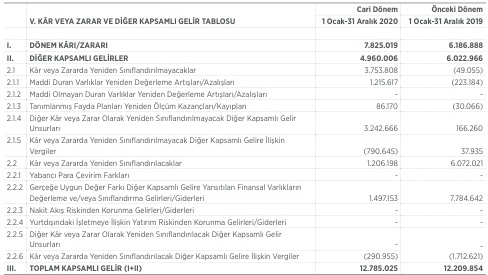 Cari Dönem Önceki Dönem
V. KÂR VEYA ZARAR VE DİĞER KAPSAMLI GELİR TABLOSU 1 Ocak-31 Aralık 2020 1 Ocak-31 Aralık 2019
I. DÖNEM KÂRI/ZARARI 7.825.019 6.186.888
II. DİĞER KAPSAMLI GELİRLER 4.960.006 6.022.966
2.1 Kâr veya Zararda Yeniden Sınıflandırılmayacaklar 3.753.808 (49.055)
2.1.1 Maddi Duran Varlıklar Yeniden Değerleme Artışları/Azalışları 1.215.617 (223.184)
2.1.2 Maddi Olmayan Duran Varlıklar Yeniden Değerleme Artışları/Azalışları - -
2.1.3 Tanımlanmış Fayda Planları Yeniden Ölçüm Kazançları/Kayıpları 86.170 (30.066)
2.1.4 Diğer Kâr veya Zarar Olarak Yeniden Sınıflandırılmayacak Diğer Kapsamlı Gelir
Unsurları 3.242.666 166.260
2.1.5 Kâr veya Zararda Yeniden Sınıflandırılmayacak Diğer Kapsamlı Gelire İlişkin
Vergiler (790.645) 37.935
2.2 Kâr veya Zararda Yeniden Sınıflandırılacaklar 1.206.198 6.072.021
2.2.1 Yabancı Para Çevirim Farkları - -
2.2.2 Gerçeğe Uygun Değer Farkı Diğer Kapsamlı Gelire Yansıtılan Finansal Varlıkların
Değerleme ve/veya Sınıflandırma Gelirleri/Giderleri 1.497.153 7.784.642
2.2.3 Nakit Akış Riskinden Korunma Gelirleri/Giderleri - -
2.2.4 Yurtdışındaki İşletmeye İlişkin Yatırım Riskinden Korunma Gelirleri/Giderleri - -
2.2.5 Diğer Kâr veya Zarar Olarak Yeniden Sınıflandırılacak Diğer Kapsamlı Gelir
Unsurları - -
2.2.6 Kâr veya Zararda Yeniden Sınıflandırılacak Diğer Kapsamlı Gelire İlişkin Vergiler (290.955) (1.712.621)
III. TOPLAM KAPSAMLI GELİR (I+II) 12.785.025 12.209.854